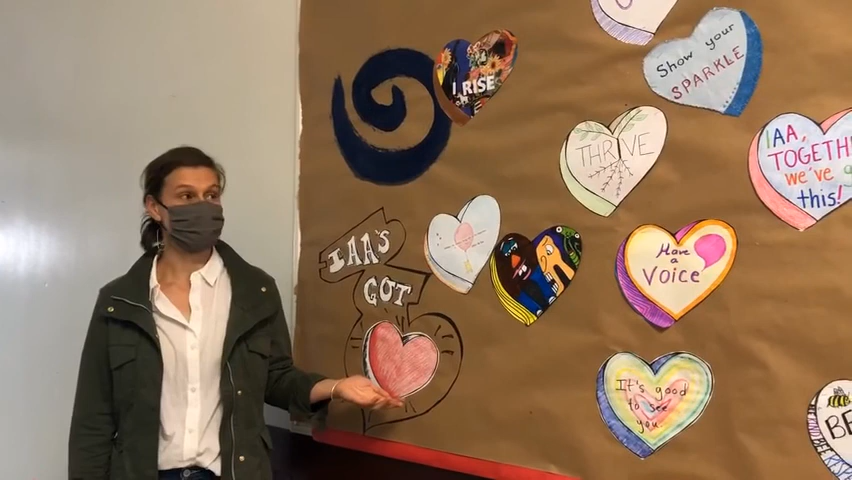 I RISE
Show your
SPARKLE
THRIVE
IAA,
TOGETH
we've g
this!
IAA'S
GOT
Have
a
VOICE
It's good
to see
you
BE